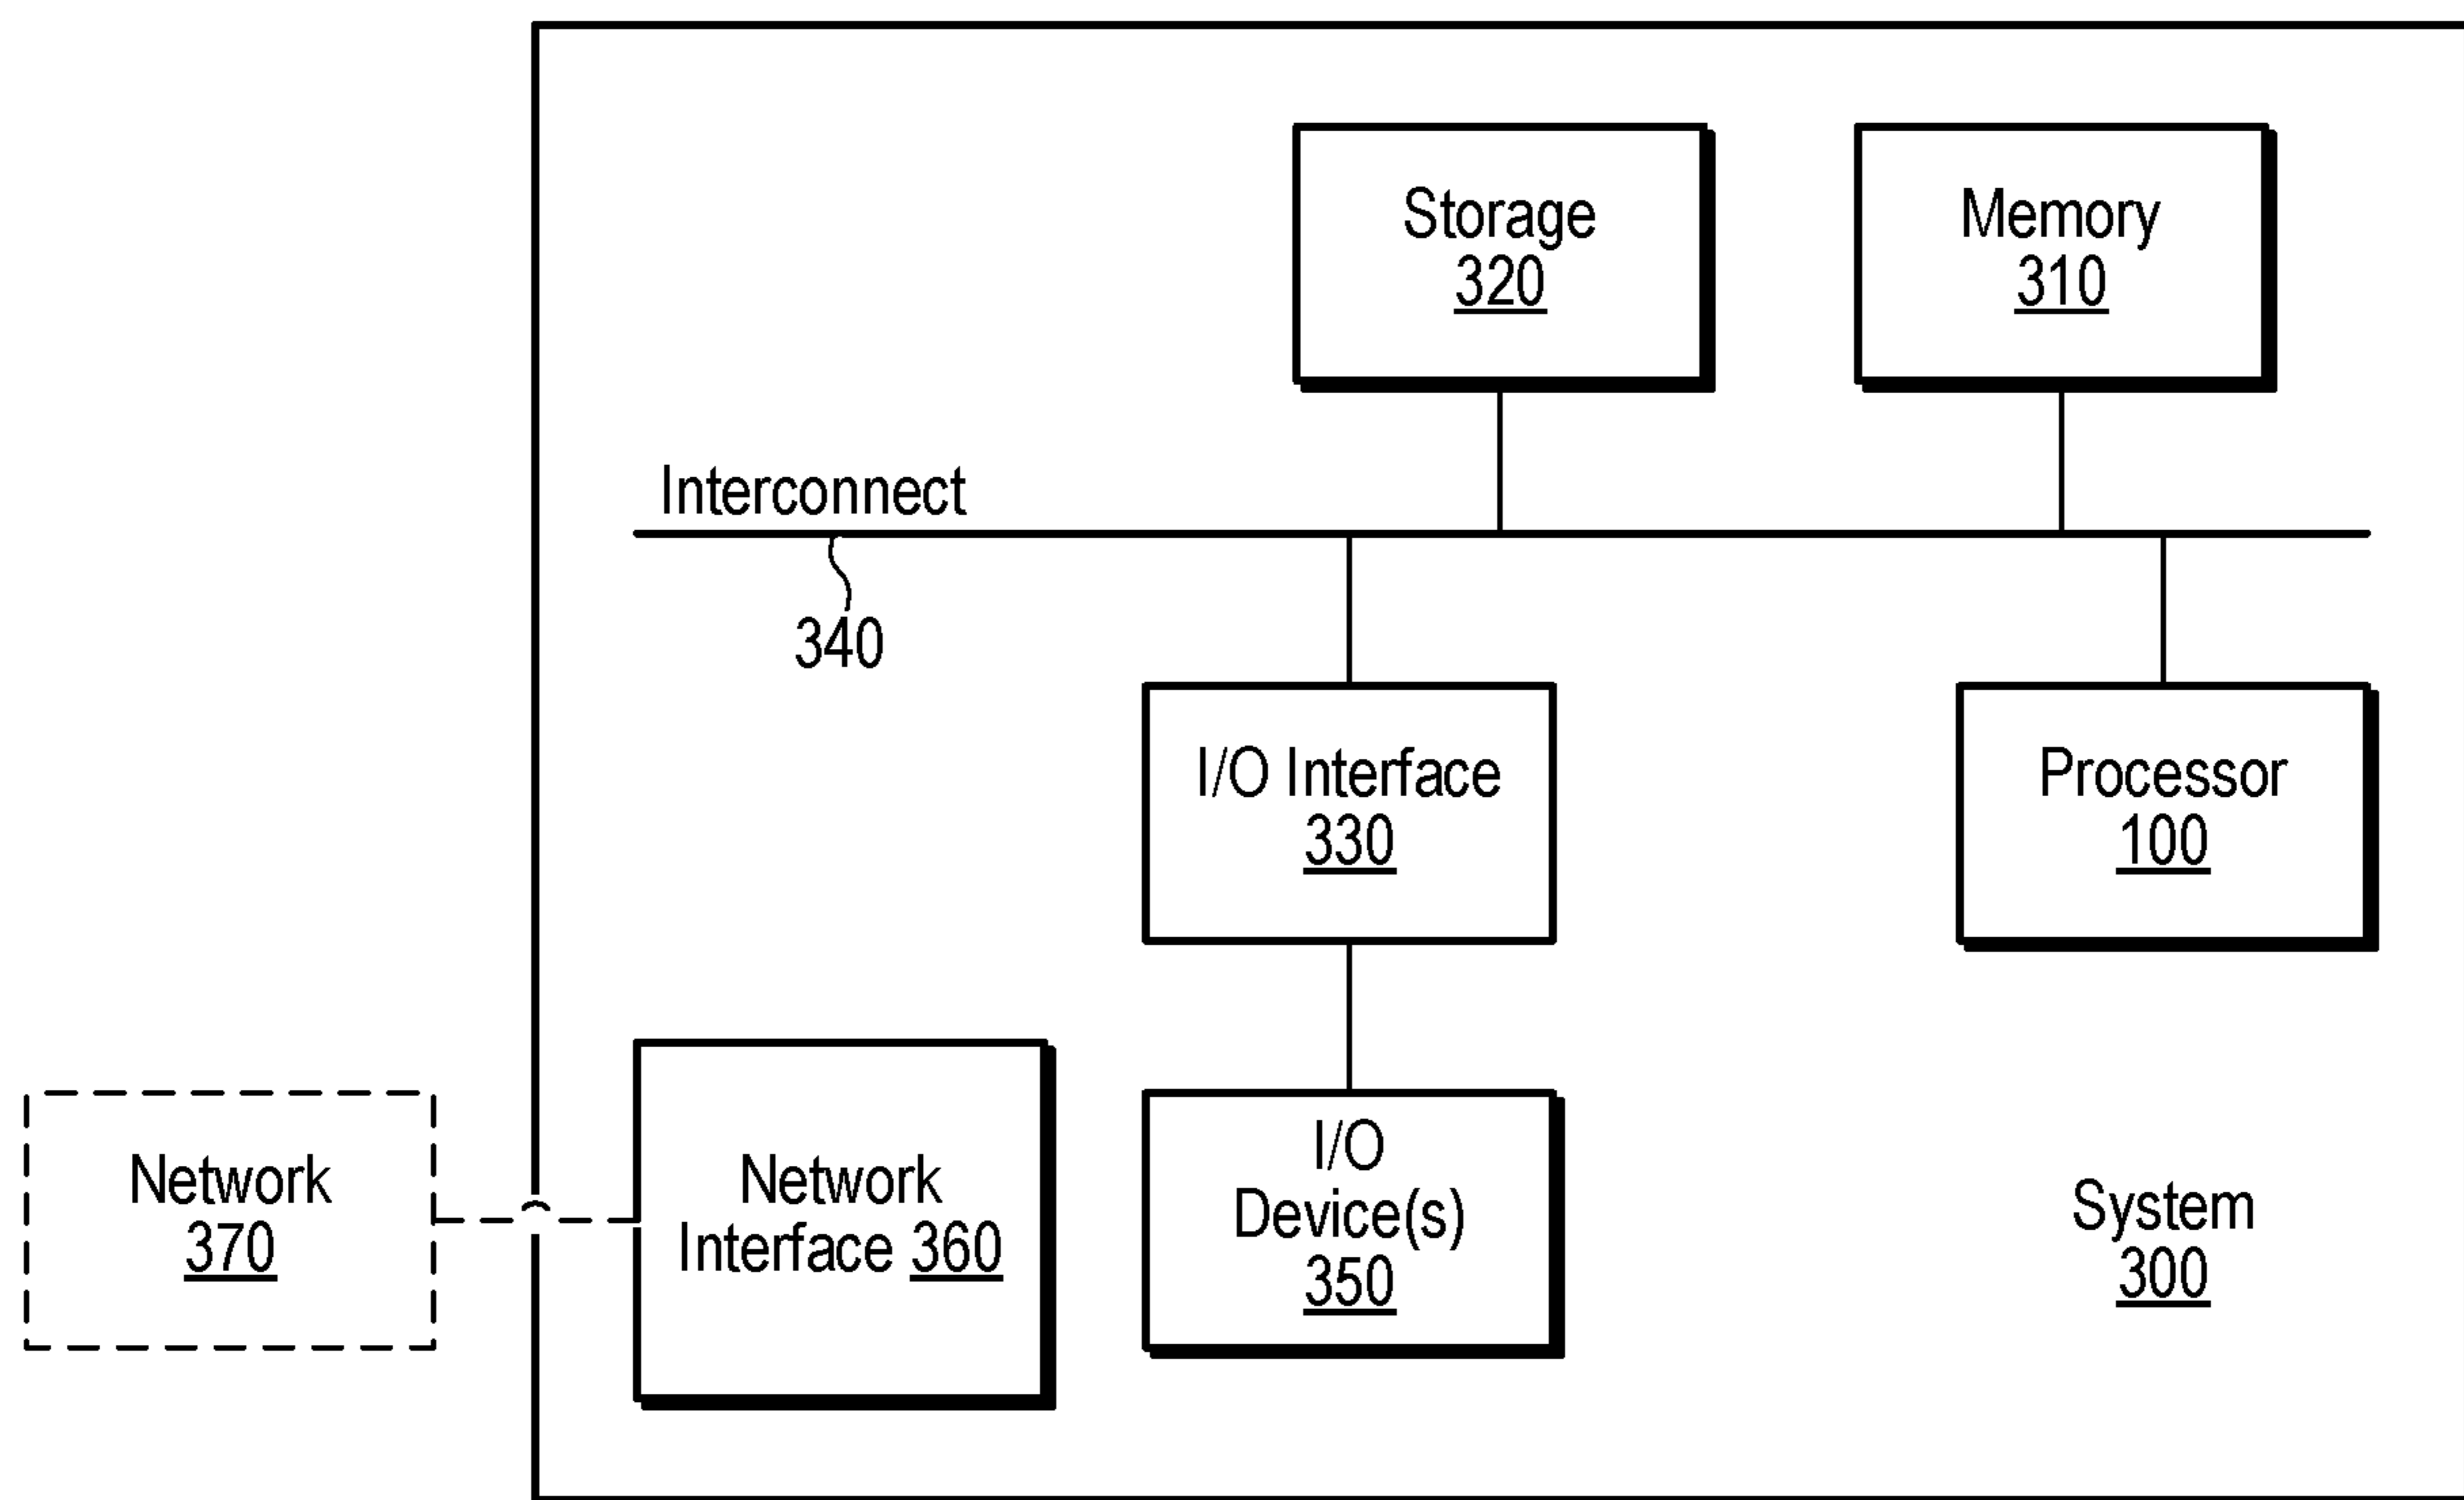 Storage
320
Memory
310
Interconnect
340
I/O Interface
330
Processor
100
Network
370
Network
Interface 360
I/O
Device(s)
350
System
300